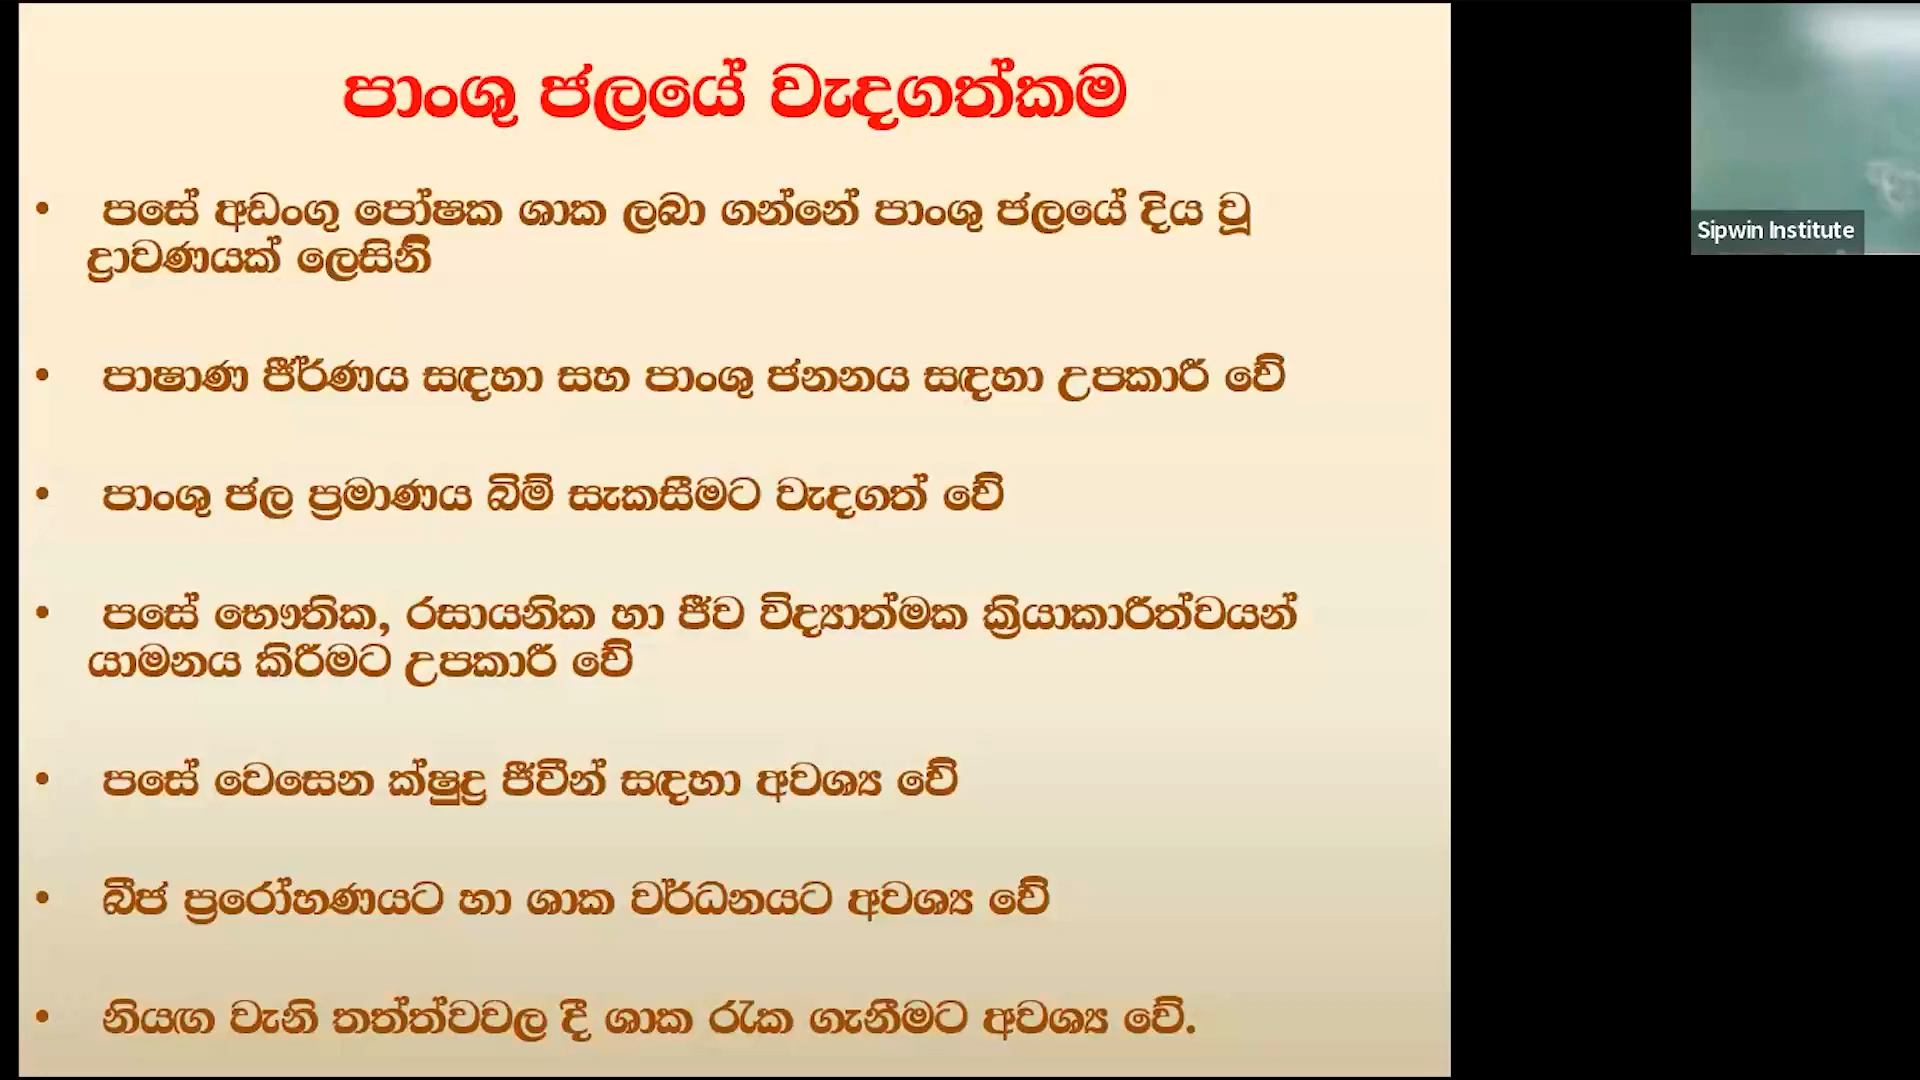 පාංශු ජලයේ වැදගත්කම
• පසේ අඩංගු පෝෂක ශාක ලබා ගන්නේ පාංශු ජලයේ දිය වූ
ද්‍රාවණයක් ලෙසිනි
• පාෂාණ ජීර්ණය සඳහා සහ පාංශු ජනනය සඳහා උපකාරී වේ
• පාංශු ජල ප්‍රමාණය බිම් සැකසීමට වැදගත් වේ
• පසේ භෞතික, රසායනික හා ජීව විද්‍යාත්මක ක්‍රියාකාරීත්වයන්
යාමනය කිරීමට උපකාරී වේ
• පසේ වෙසෙන ක්ෂුද්‍ර ජීවීන් සඳහා අවශ්‍ය වේ
• බීජ ප්‍රරෝහණයට හා ශාක වර්ධනයට අවශ්‍ය වේ
• නියඟ වැනි තත්ත්වවල දී ශාක රැක ගැනීමට අවශ්‍ය වේ.
Sipwin Institute